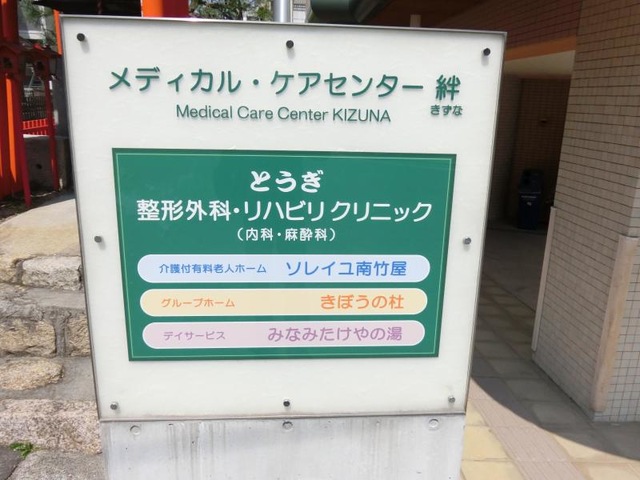 メディカル・ケアセンター 絆
きずな
Medical Care Center KIZUNA
とうぎ
整形外科・リハビリ クリニック
(内科・麻酔科)
介護付有料老人ホーム ソレイユ南竹屋
グループホーム きぼうの杜
デイサービス みなみたけやの湯